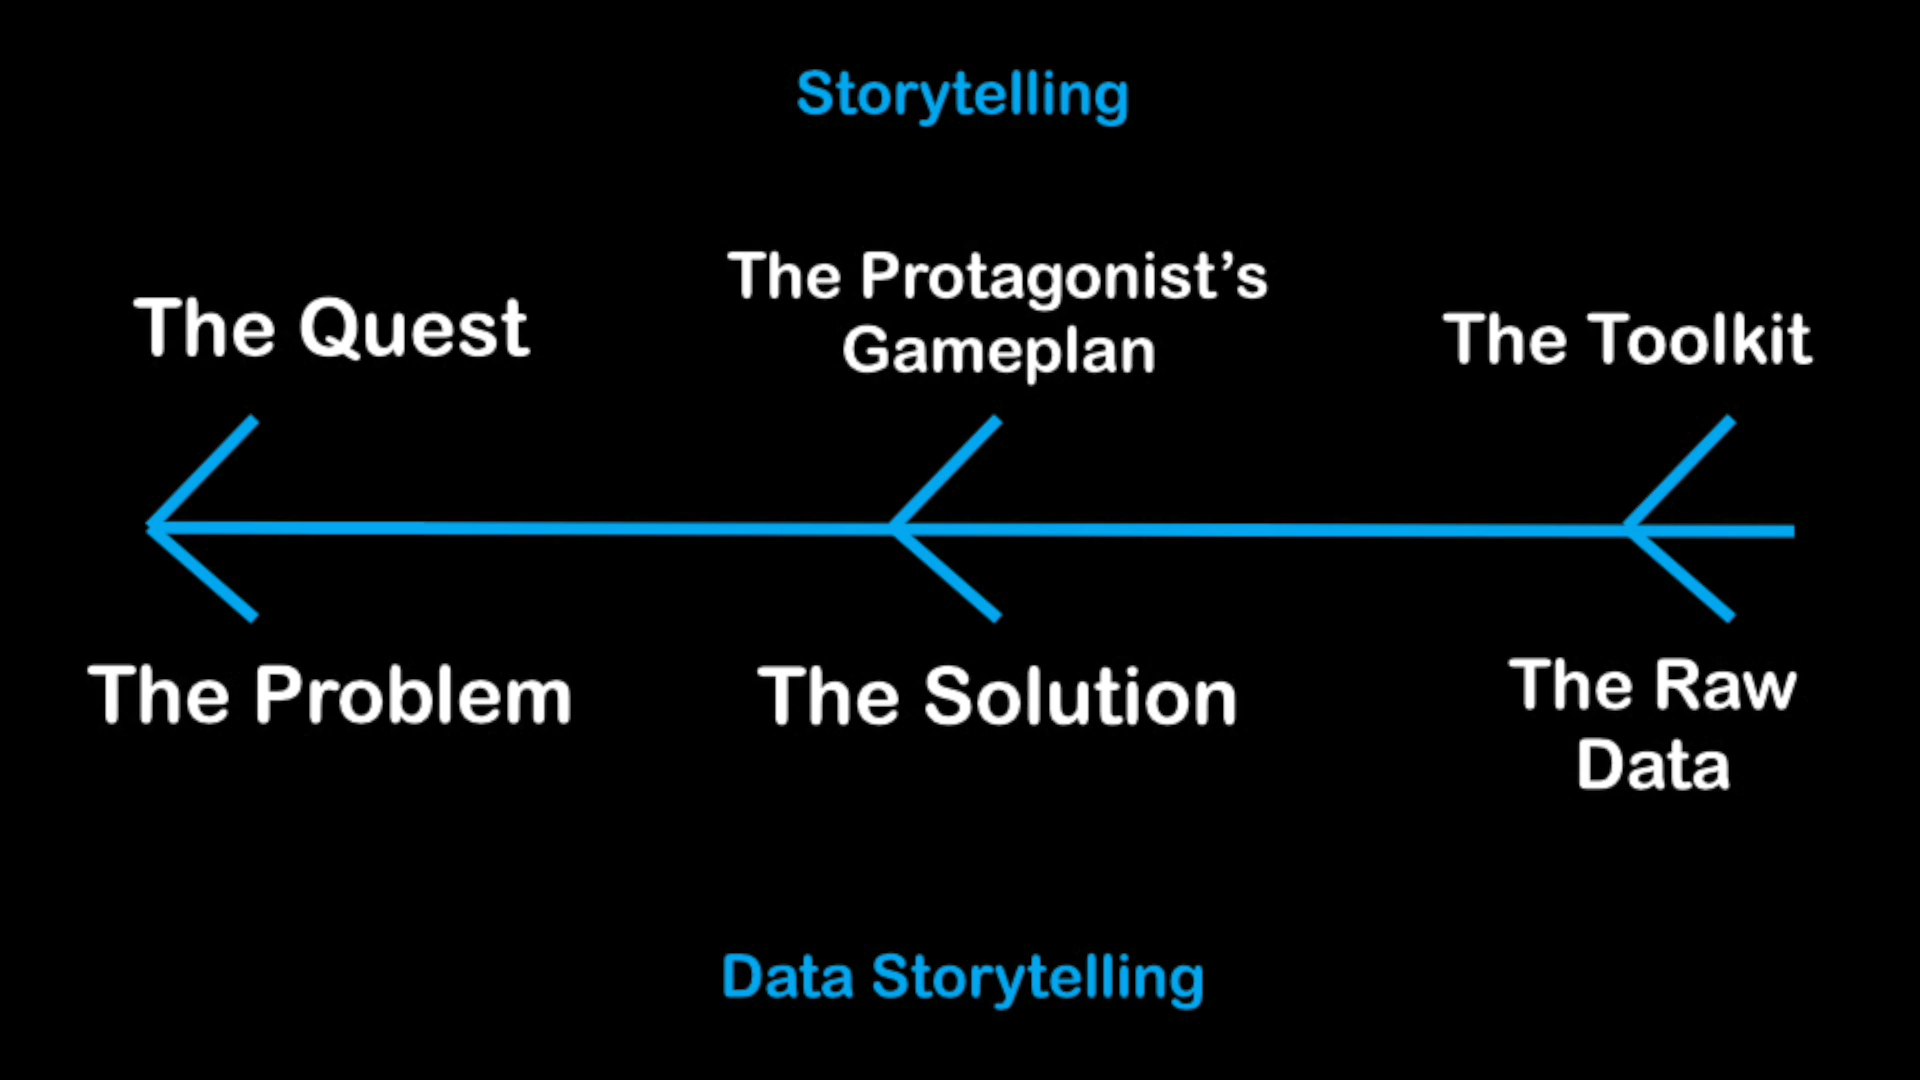 Storytelling
The Quest
The Protagonist’s
Gameplan
The Toolkit
The Problem
The Solution
The Raw
Data
Data Storytelling